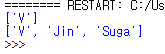 ======== RESTART: C:/Us
['V']
['V', 'Jin', 'Suga']
>>>